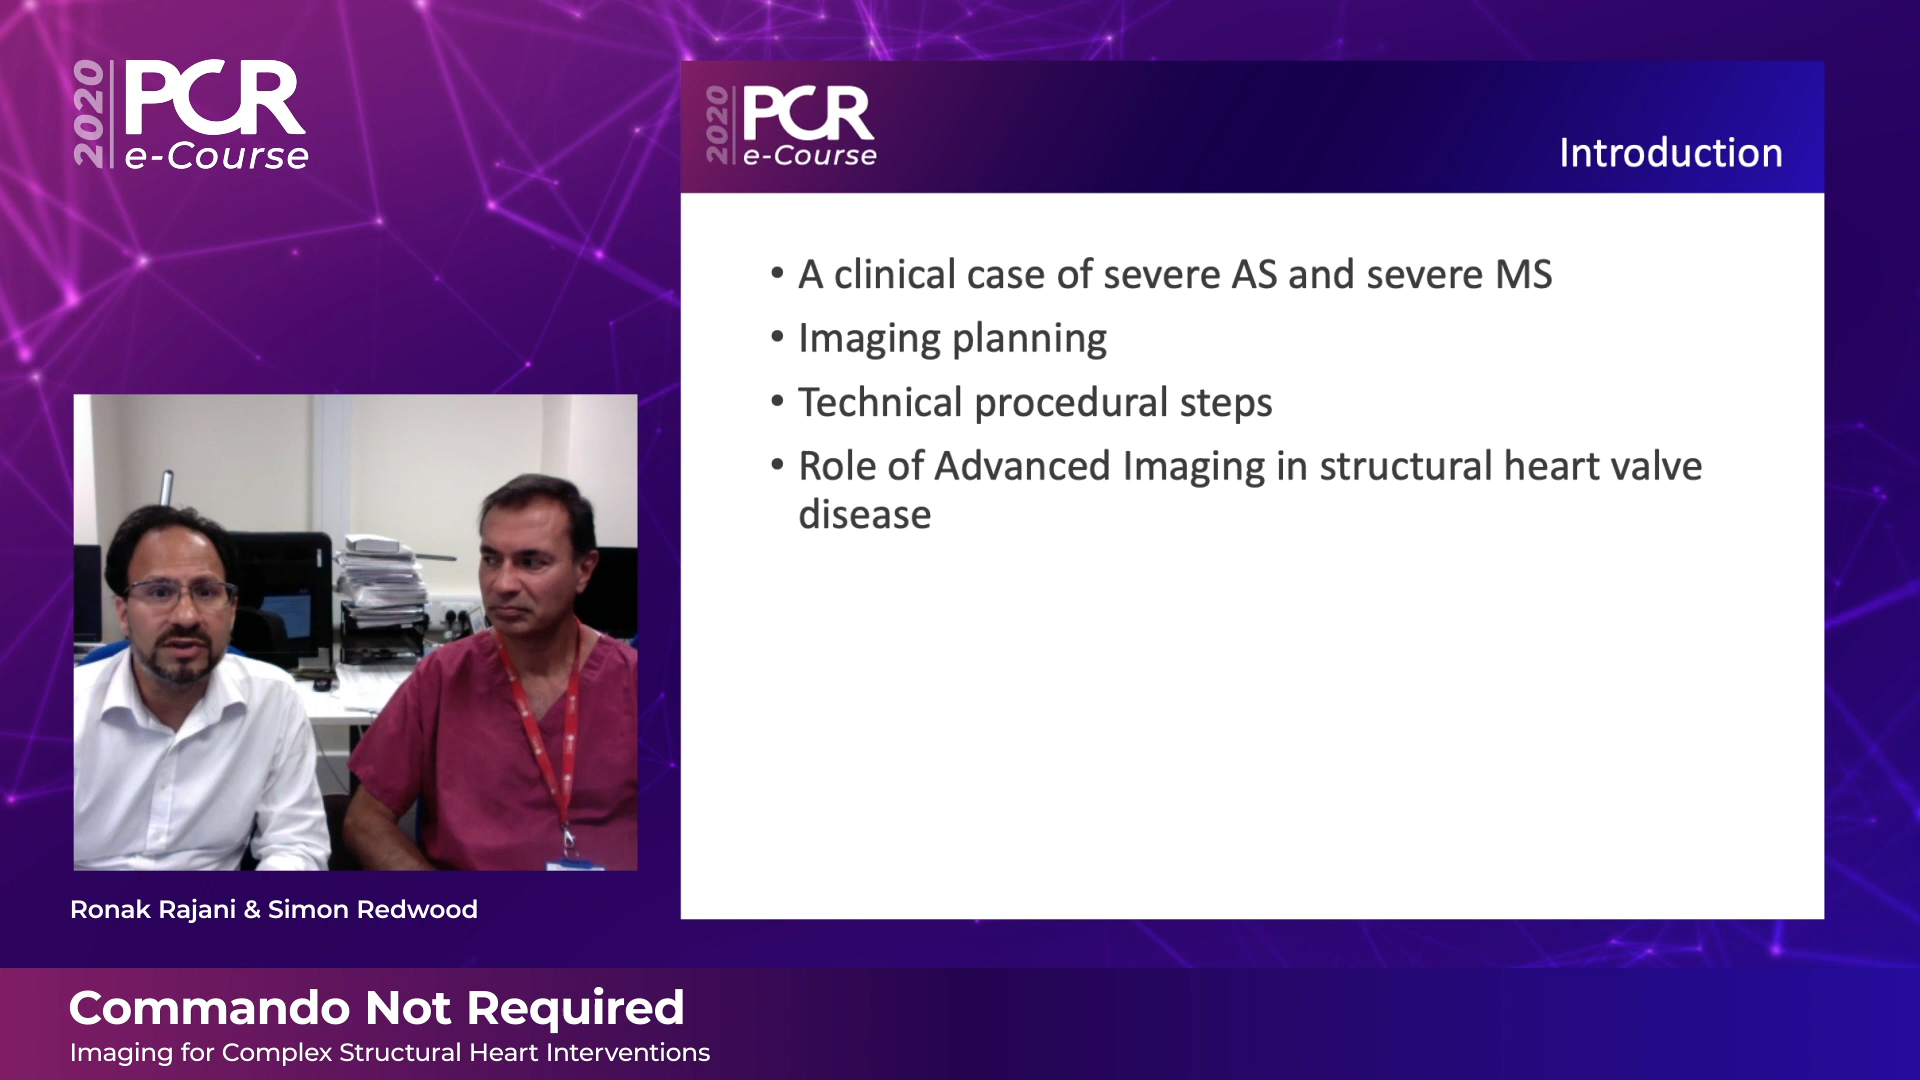 2020
PCR
e-Course
2020
PCR
e-Course
Introduction
• A clinical case of severe AS and severe MS
• Imaging planning
• Technical procedural steps
• Role of Advanced Imaging in structural heart valve
disease
Ronak Rajani & Simon Redwood
Commando Not Required
Imaging for Complex Structural Heart Interventions